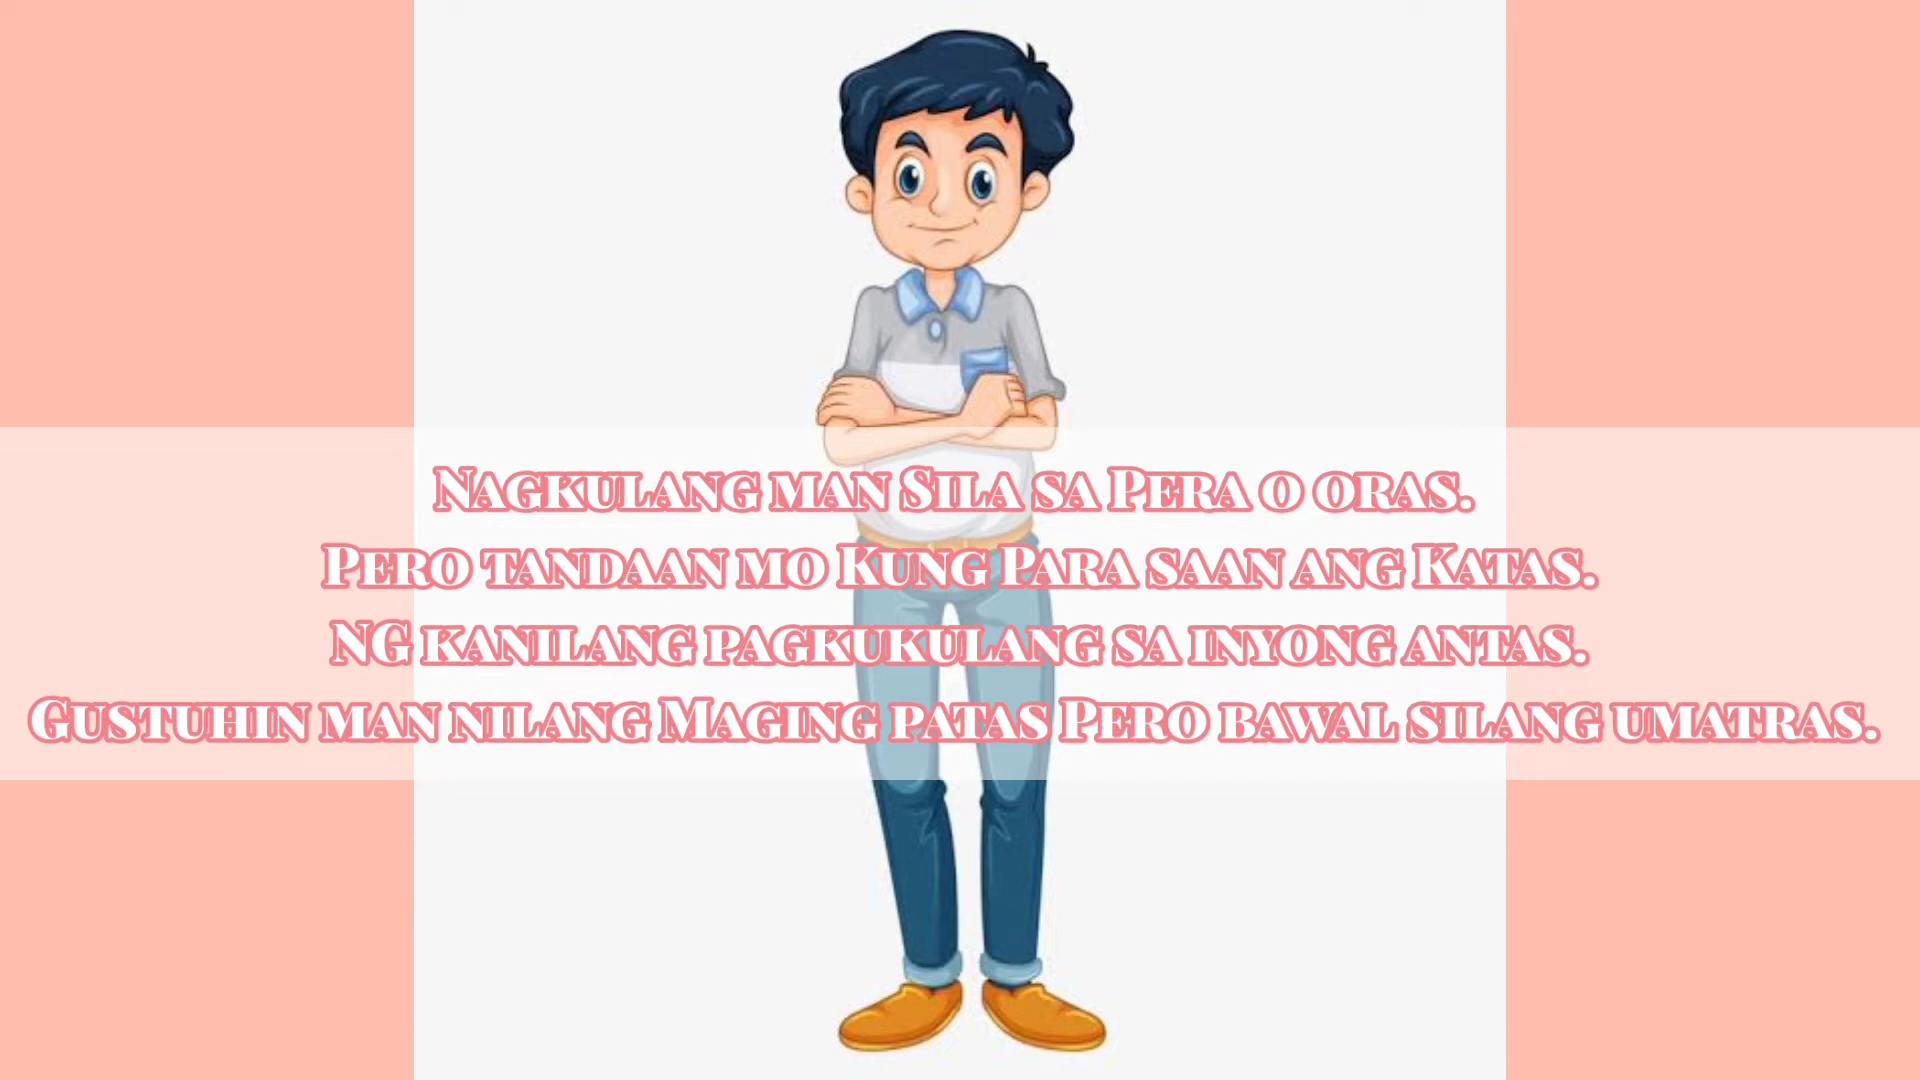 Nagkulang man Sila sa Pera o oras.
Pero tandaan mo Kung Para saan ang Katas.
NG kanilang pagkukulang sa inyong antas.
Gustuhin man nilang Maging patas Pero bawal silang umatras.